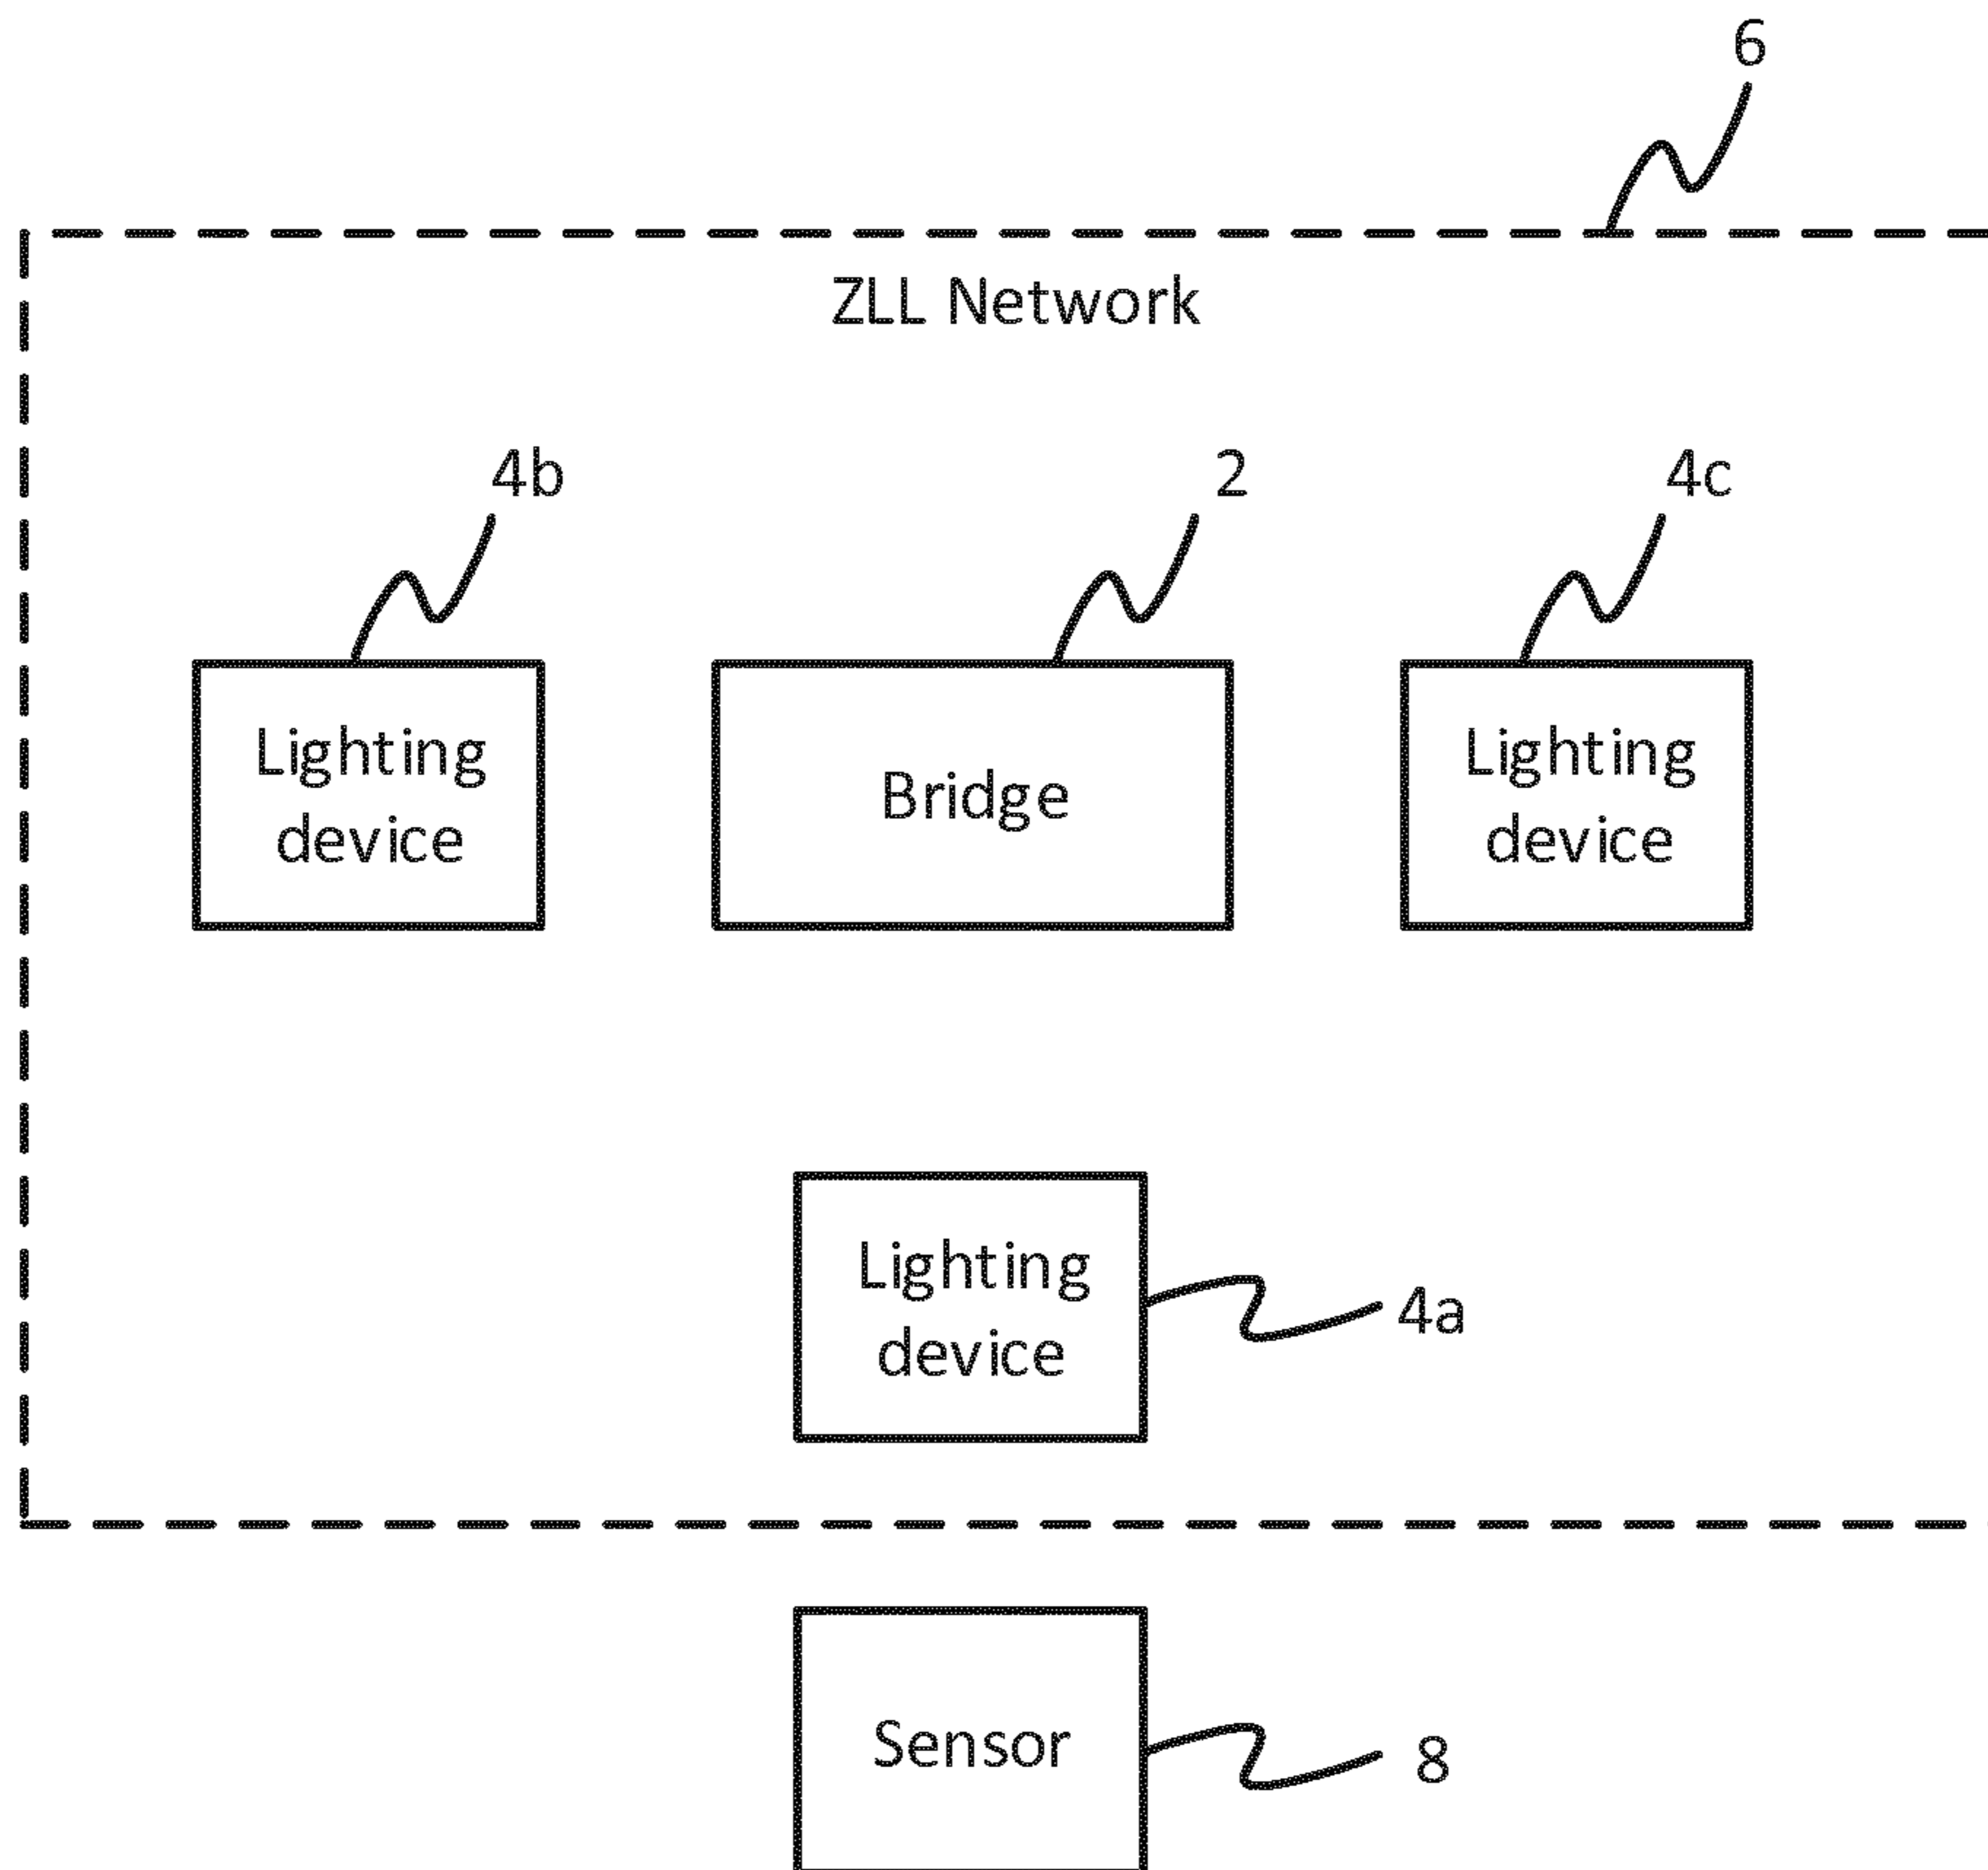 6
ZLL Network
4b
2
4c
Lighting
device
Bridge
Lighting
device
Lighting
device
4a
Sensor
8